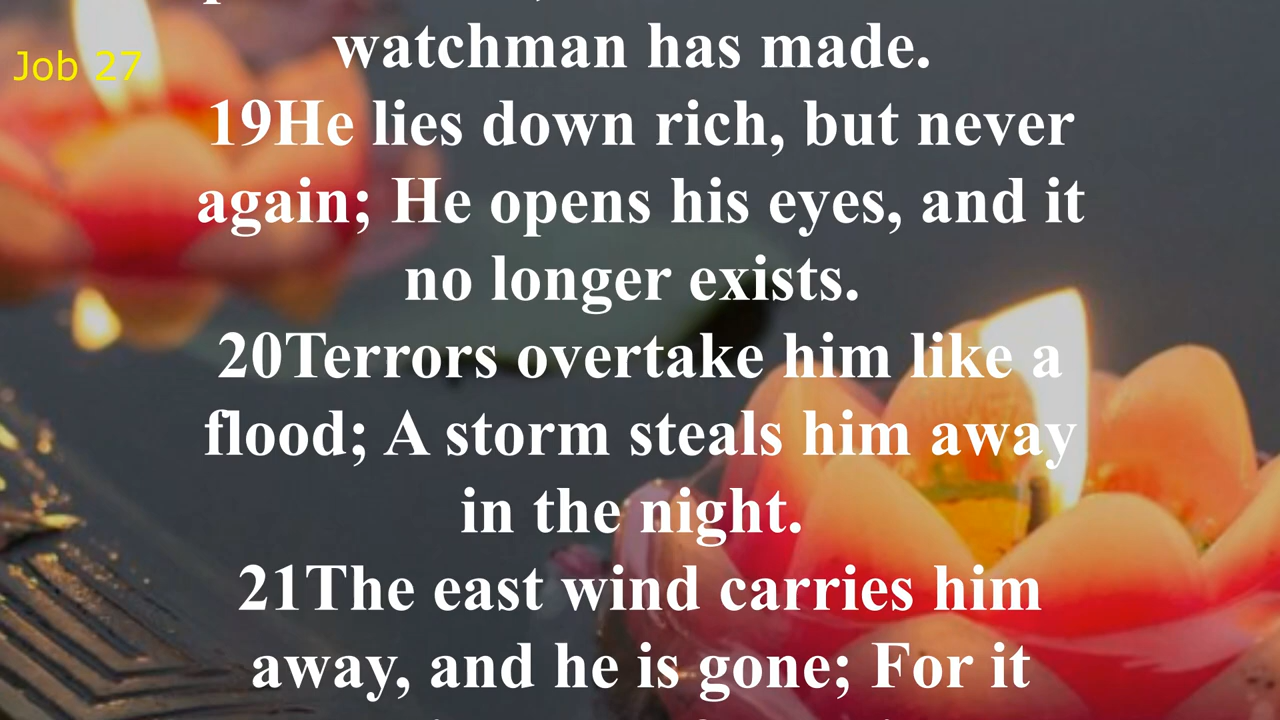 Job 27
watchman has made.
19He lies down rich, but never
again; He opens his eyes, and it
no longer exists.
20Terrors overtake him like a
flood; A storm steals him away
in the night.
21The east wind carries him
away, and he is gone; For it